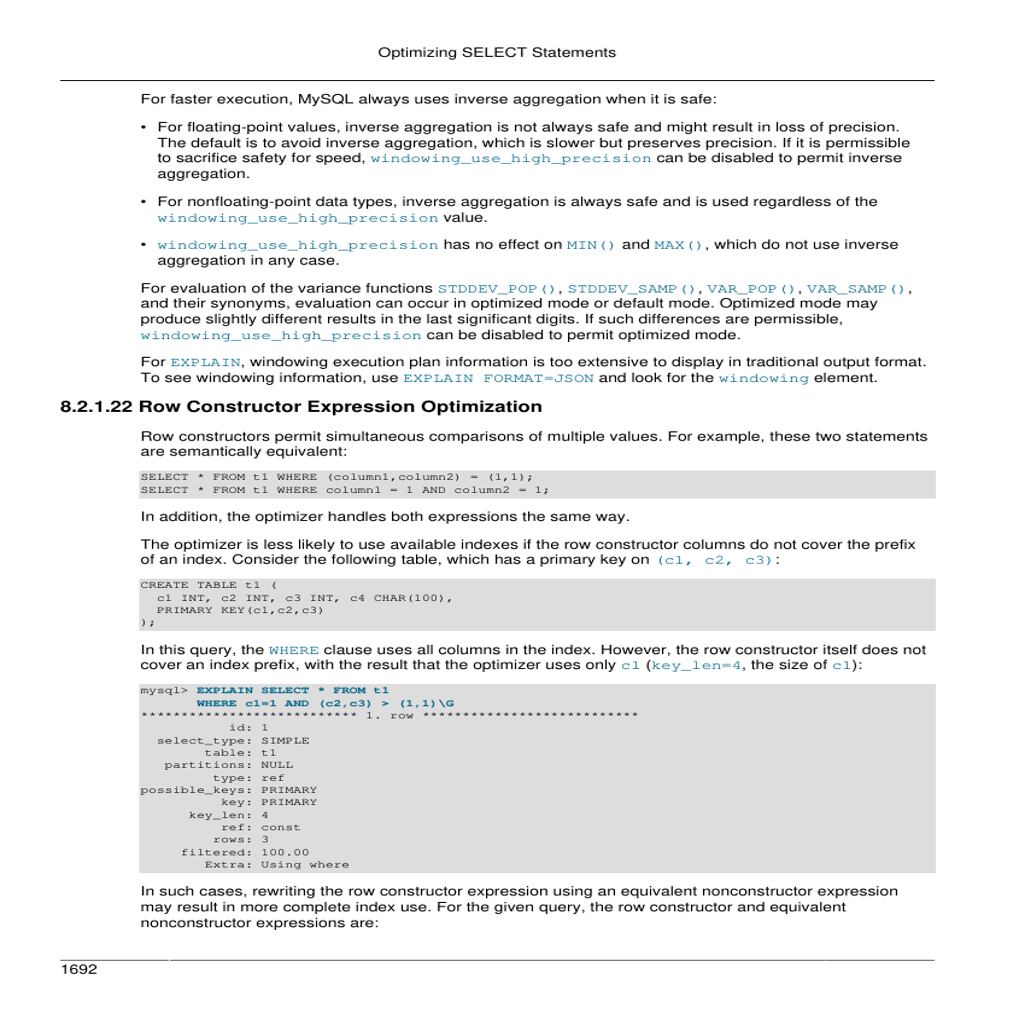 Optimizing SELECT Statements
For faster execution, MySQL always uses inverse aggregation when it is safe:
• For floating-point values, inverse aggregation is not always safe and might result in loss of precision.
The default is to avoid inverse aggregation, which is slower but preserves precision. If it is permissible
to sacrifice safety for speed, windowing_use_high_precision can be disabled to permit inverse
aggregation.
• For nonfloating-point data types, inverse aggregation is always safe and is used regardless of the
windowing_use_high_precision value.
• windowing_use_high_precision has no effect on MIN() and MAX(), which do not use inverse
aggregation in any case.
For evaluation of the variance functions STDDEV_POP(), STDDEV_SAMP(), VAR_POP(), VAR_SAMP(),
and their synonyms, evaluation can occur in optimized mode or default mode. Optimized mode may
produce slightly different results in the last significant digits. If such differences are permissible,
windowing_use_high_precision can be disabled to permit optimized mode.
For EXPLAIN, windowing execution plan information is too extensive to display in traditional output format.
To see windowing information, use EXPLAIN FORMAT=JSON and look for the windowing element.
8.2.1.22 Row Constructor Expression Optimization
Row constructors permit simultaneous comparisons of multiple values. For example, these two statements
are semantically equivalent:
SELECT * FROM t1 WHERE (column1,column2) = (1,1);
SELECT * FROM t1 WHERE column1 = 1 AND column2 = 1;
In addition, the optimizer handles both expressions the same way.
The optimizer is less likely to use available indexes if the row constructor columns do not cover the prefix
of an index. Consider the following table, which has a primary key on (c1, c2, c3):
CREATE TABLE t1 (
  c1 INT, c2 INT, c3 INT, c4 CHAR(100),
  PRIMARY KEY(c1,c2,c3)
);
In this query, the WHERE clause uses all columns in the index. However, the row constructor itself does not
cover an index prefix, with the result that the optimizer uses only c1 (key_len=4, the size of c1):
mysql> EXPLAIN SELECT * FROM t1
       WHERE c1=1 AND (c2,c3) > (1,1)\G
*************************** 1. row ***************************
           id: 1
  select_type: SIMPLE
        table: t1
   partitions: NULL
         type: ref
possible_keys: PRIMARY
          key: PRIMARY
      key_len: 4
          ref: const
         rows: 3
     filtered: 100.00
        Extra: Using where
In such cases, rewriting the row constructor expression using an equivalent nonconstructor expression
may result in more complete index use. For the given query, the row constructor and equivalent
nonconstructor expressions are:
1692